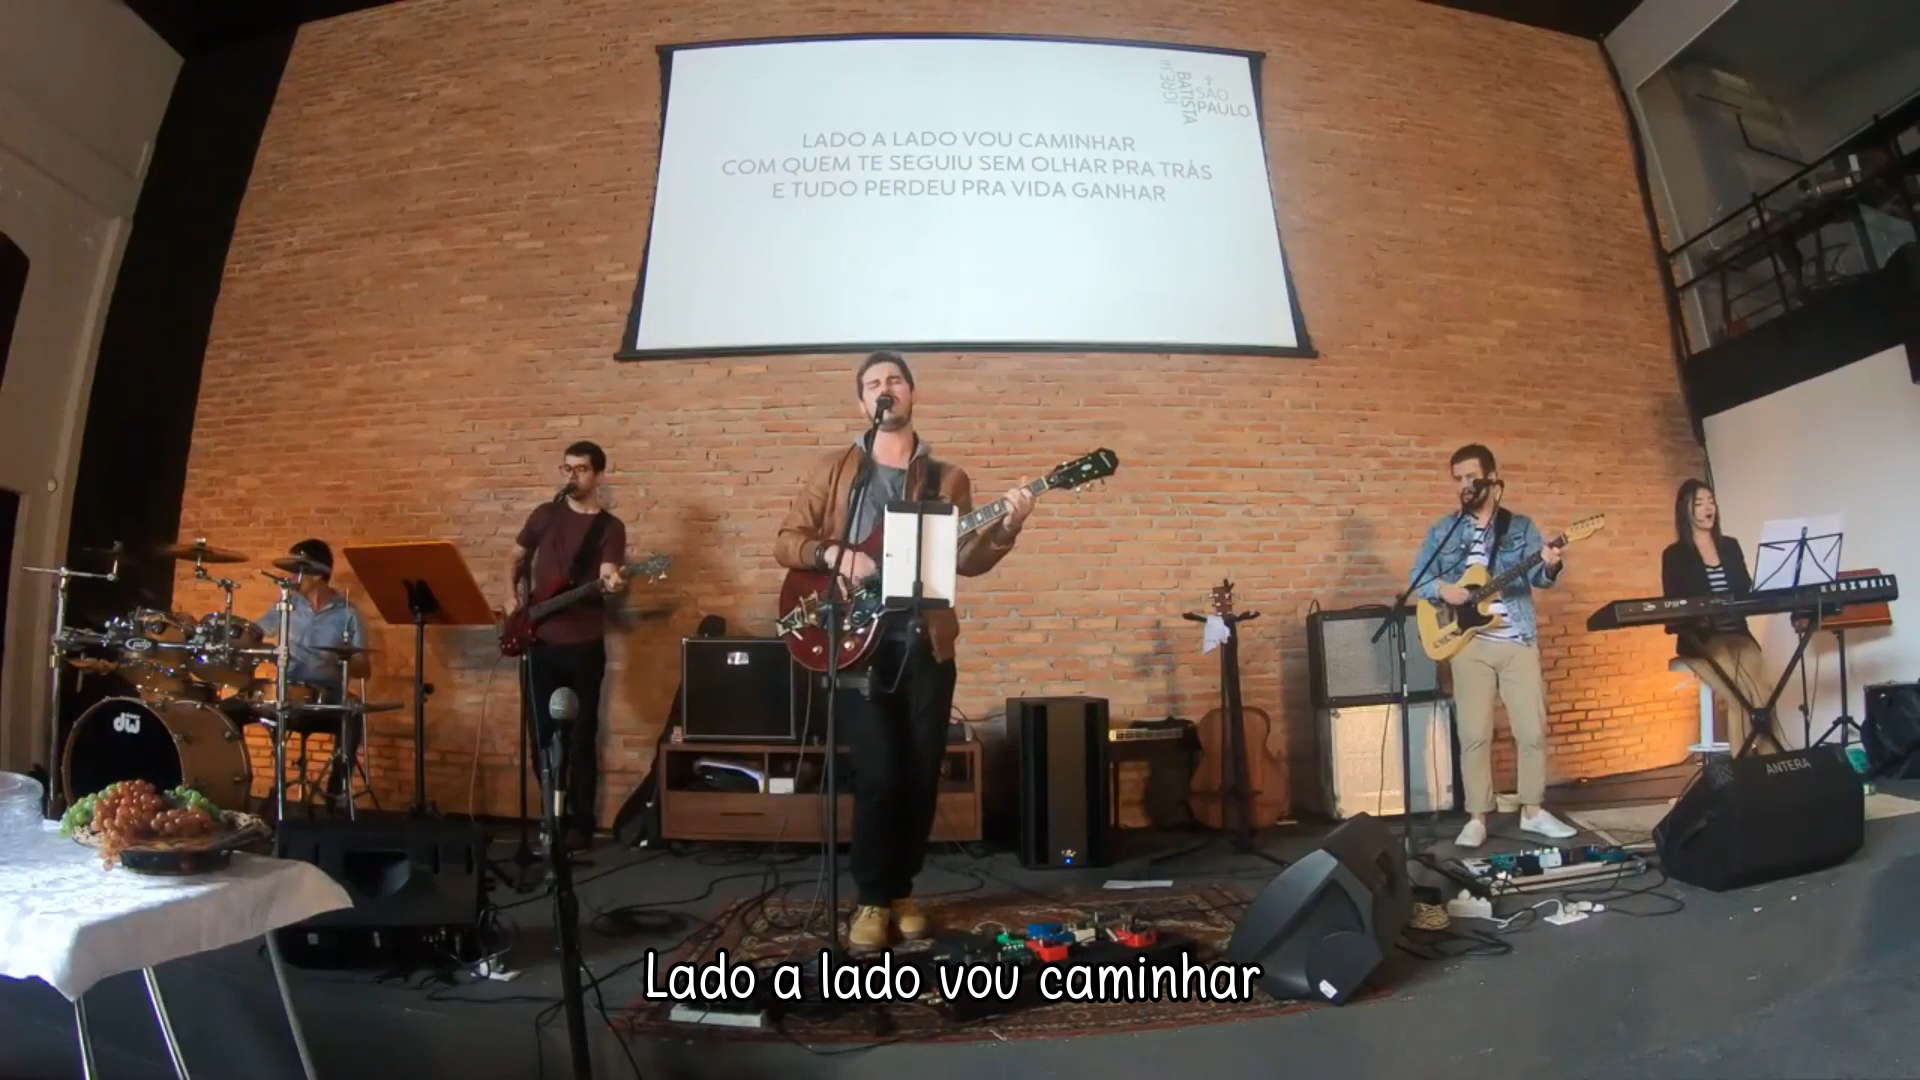 IGREJA
BATISTA
SÃO
PAULO
LADO A LADO VOU CAMINHAR
COM QUEM TE SEGUIU SEM OLHAR PRA TRÁS
E TUDO PERDEU PRA VIDA GANHAR
dw
KURZWEIL
ANTERA
Lado a lado vou caminhar